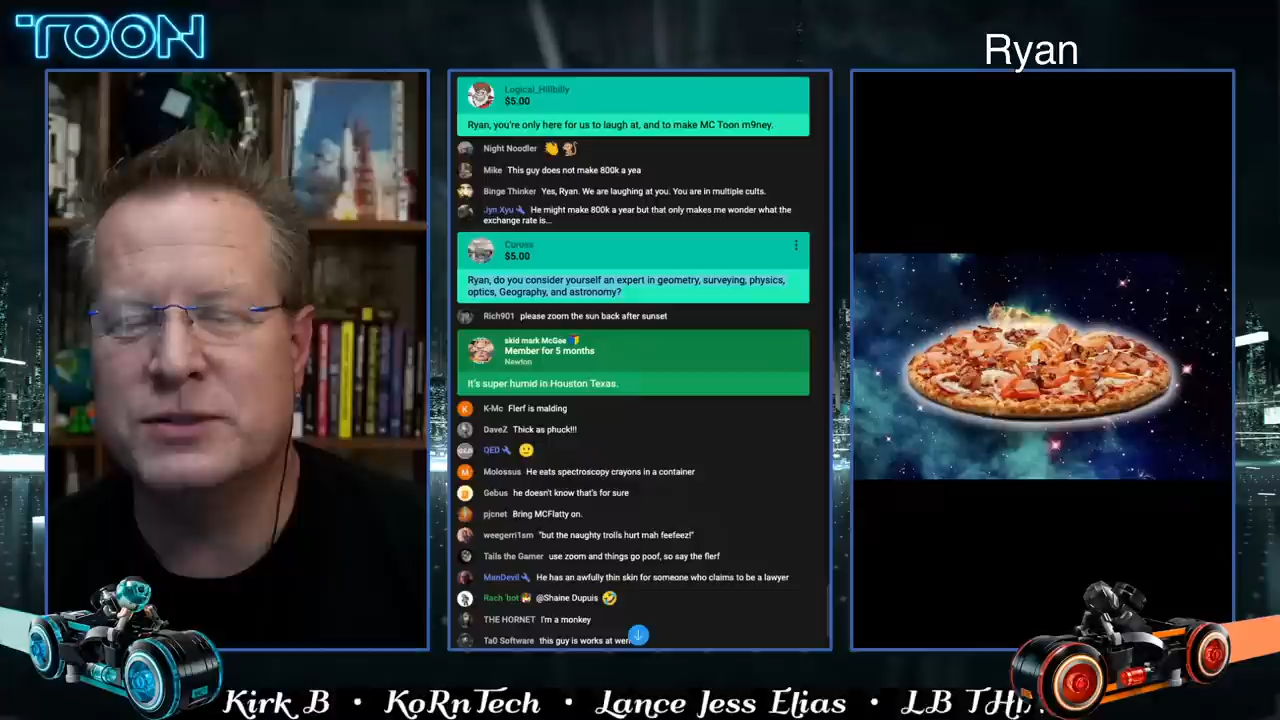 TOON
Ryan
Logical_Hillbilly
$5.00
Ryan, you're only here for us to laugh at, and to make MC Toon m9ney.
Night Noodler
Mike This guy does not make 800k a yea
Binge Thinker Yes, Ryan. We are laughing at you. You are in multiple cults.
Jyn Xyu He might make 800k a year but that only makes me wonder what the
exchange rate is...
$5.00
Ryan, do you consider yourself an expert in geometry, surveying, physics,
optics, Geography, and astronomy?
Rich901 please zoom the sun back after sunset
skid mark McGee
Member for 5 months
Newton
It's super humid in Houston Texas.
K-Mc Flerf is malding
DaveZ Thick as phuck!!!
QED
Molossus He eats spectroscopy crayons in a container
Gebus he doesn't know that's for sure
pjcnet Bring MCFlatty on.
weegerri1sm "but the naughty trolls hurt mah feefeez!"
Tails the Gamer use zoom and things go poof, so say the flerf
ManDevil He has an awfully thin skin for someone who claims to be a lawyer
Rach 'bot @Shaine Dupuis
THE HORNET I'm a monkey
Ta0 Software this guy is works at wen
Kirk B • KoRnTech • Lance Jess Elias • LB